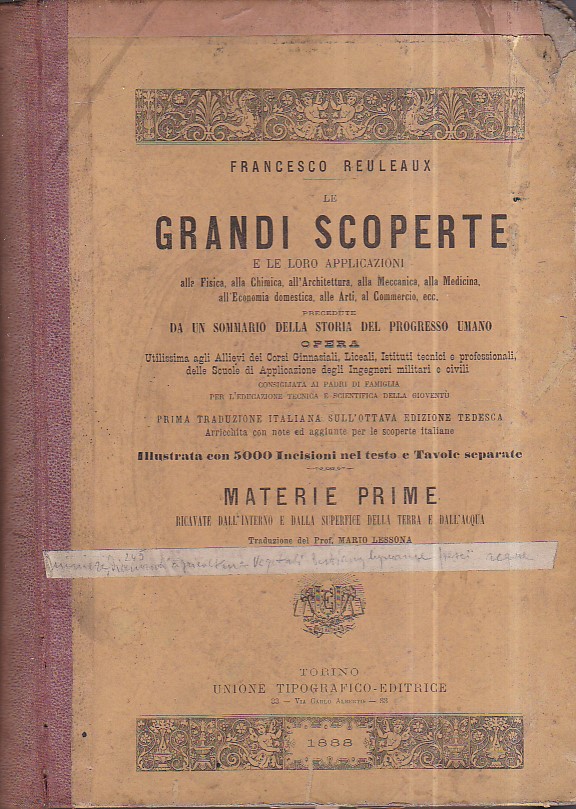 FRANCESCO REULEAUX
LE
GRANDI SCOPERTE
E LE LORO APPLICAZIONI
alla Fisica, alla Chimica, all'Architettura, alla Meccanica, alla Medicina,
all'Economia domestica, alle Arti, al Commercio, ecc.
PRECEDUTE
DA UN SOMMARIO DELLA STORIA DEL PROGRESSO UMANO
OPERA
Utilissima agli Allievi dei Corsi Ginnasiali, Liceali, Istituti tecnici e professionali,
delle Scuole di Applicazione degli Ingegneri militari e civili
CONSIGLIATA AI PADRI DI FAMIGLIA
PER L'EDUCAZIONE TECNICA E SCIENTIFICA DELLA GIOVENTÙ
PRIMA TRADUZIONE ITALIANA SULL'OTTAVA EDIZIONE TEDESCA
Arricchita con note ed aggiunte per le scoperte italiane
Illustrata con 5000 Incisioni nel testo e Tavole separate
MATERIE PRIME
RICAVATE DALL'INTERNO E DALLA SUPERFICE DELLA TERRA E DALL'ACQUA
Traduzione del Prof. MARIO LESSONA
245
agricoltura Vegetali
TORINO
UNIONE TIPOGRAFICO-EDITRICE
33 — VIA CARLO ALBERTO — 33
1888